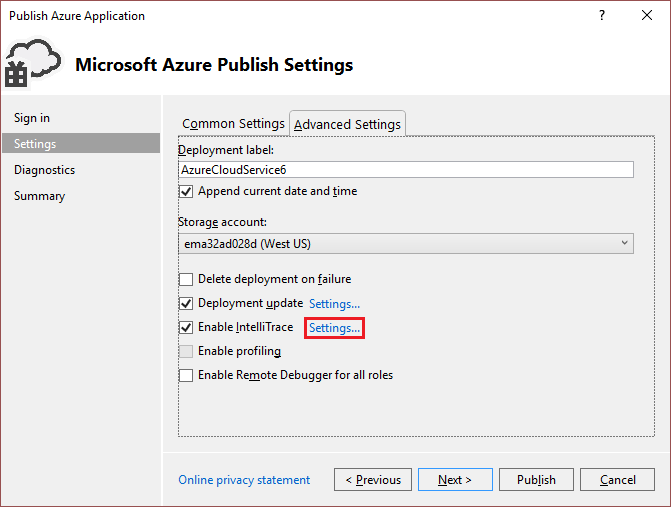 Publish Azure Application
?
Microsoft Azure Publish Settings
Sign in
Settings
Diagnostics
Summary
Common Settings
Advanced Settings
Deployment label:
AzureCloudService6
Append current date and time
Storage account:
ema32ad028d (West US)
Delete deployment on failure
Deployment update Settings...
Enable IntelliTrace Settings...
Enable profiling
Enable Remote Debugger for all roles
Online privacy statement
< Previous
Next >
Publish
Cancel